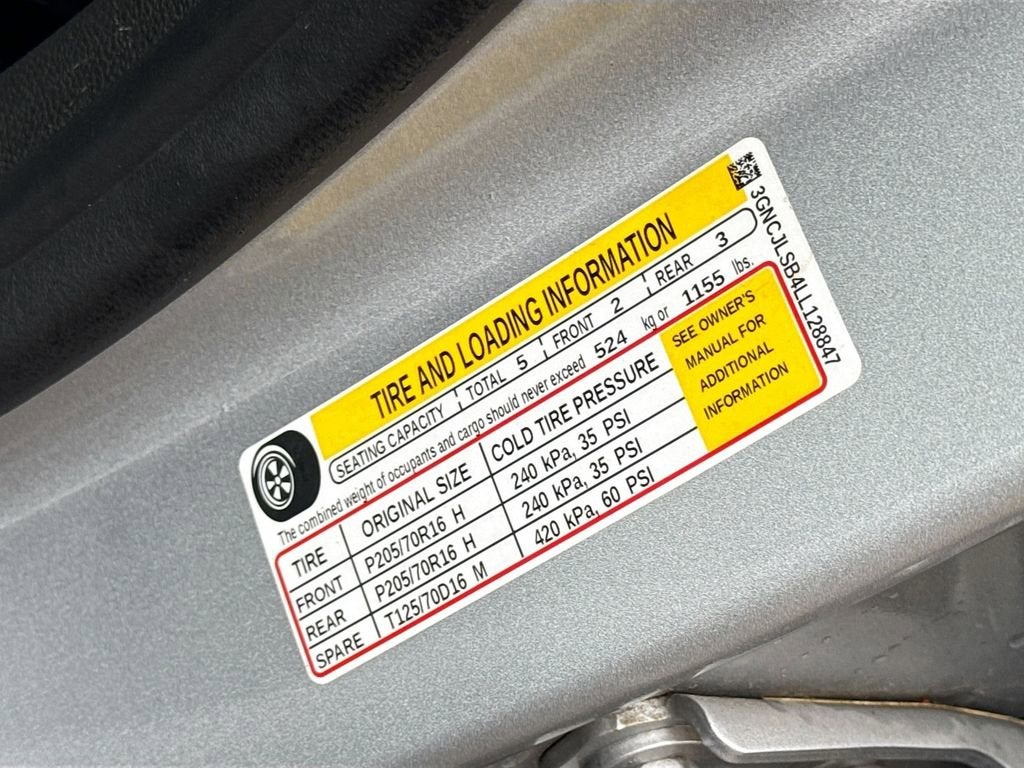 TIRE AND LOADING INFORMATION
SEATING CAPACITY TOTAL 5 FRONT 2 REAR 3
The combined weight of occupants and cargo should never exceed 524 kg or 1155 lbs.
TIRE ORIGINAL SIZE COLD TIRE PRESSURE
FRONT P205/70R16 H 240 kPa, 35 PSI
REAR P205/70R16 H 240 kPa, 35 PSI
SPARE T125/70D16 M 420 kPa, 60 PSI
SEE OWNER'S
MANUAL FOR
ADDITIONAL
INFORMATION
3GNCJLSB4LL128847